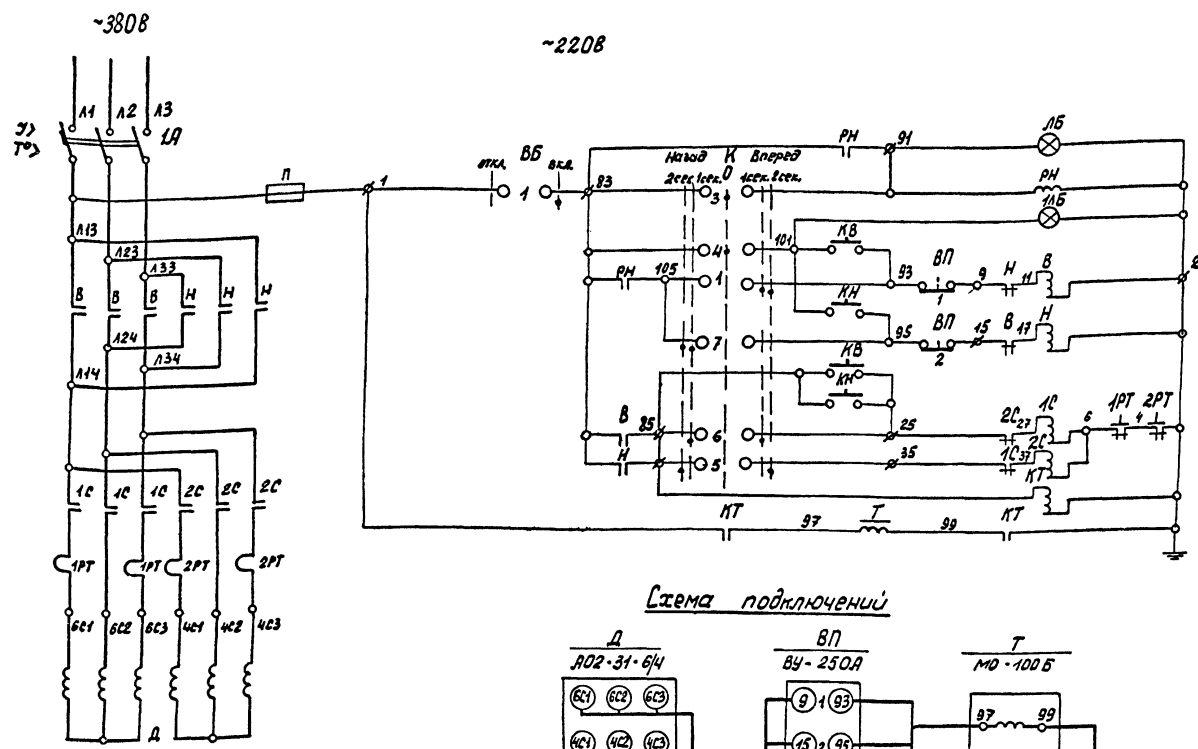 ~380В
~220В
Л1 Л2 Л3
1А
У>
Т°>
П
1
откл. ВБ вкл.
1
83
Назад К Вперед
2сек. 1сек. 0 1сек. 2сек.
РН
91
ЛБ
РН
1ЛБ
3
4
101
КВ
РН
105
1
93
ВП
1
9
Н
11
В
2
КН
7
95
ВП
2
15
В
17
Н
КВ
КН
В
85
6
25
2С
27
1С
6
1РТ
4
2РТ
Н
5
35
1С
37
2С
КТ
КТ
97
Т
99
КТ
Л13
Л23
Л33
В В В Н Н Н
Л24
Л34
Л14
1С 1С 1С 2С 2С 2С
1РТ 1РТ 2РТ 2РТ
6С1 6С2 6С3 4С1 4С2 4С3
Д
Схема подключений
Д
АО2-31-6/4
6С1 6С2 6С3
4С1 4С2 4С3
ВП
ВУ-250А
9 1 93
15 2 95
Т
МО-100Б
97 99